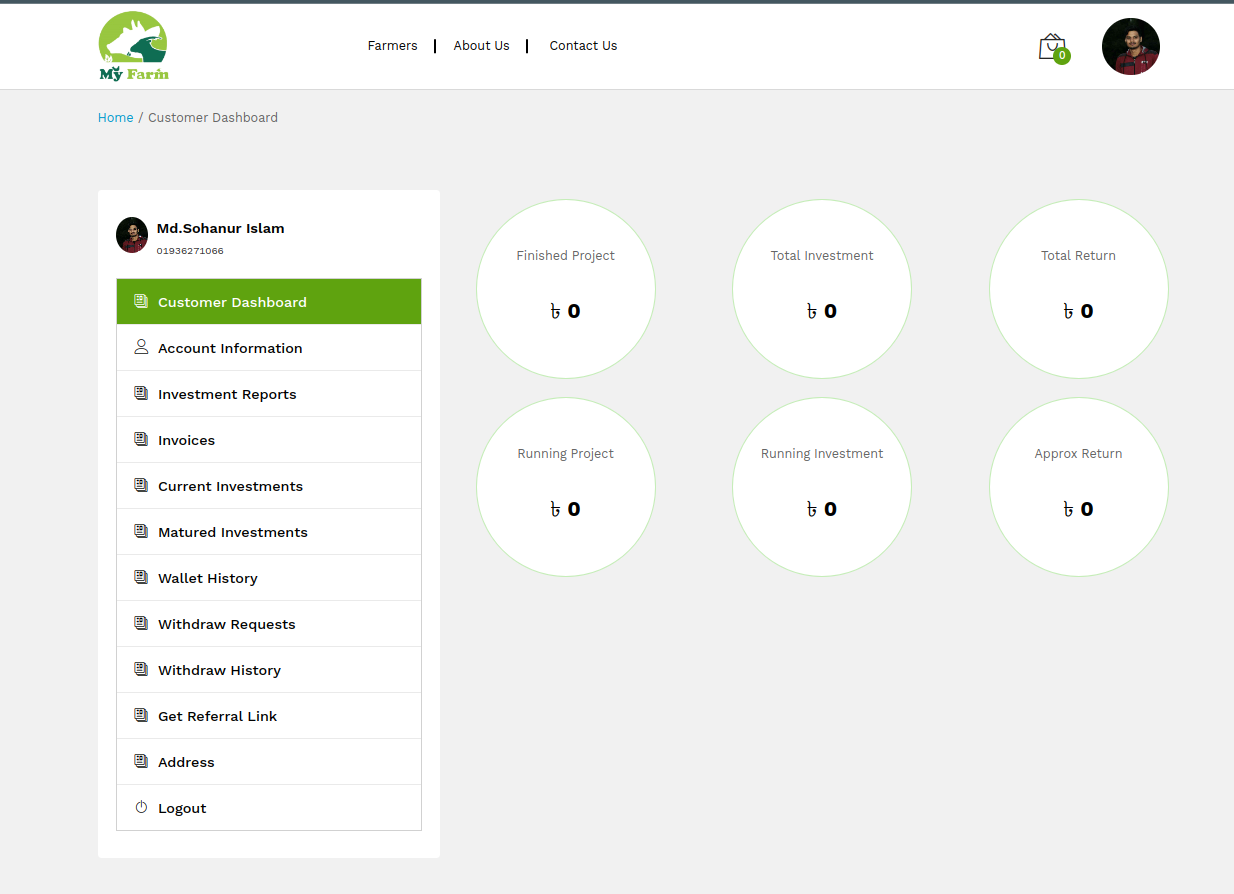 My Farm
Farmers | About Us | Contact Us
0
Home / Customer Dashboard
Md.Sohanur Islam
01936271066
Customer Dashboard
Account Information
Investment Reports
Invoices
Current Investments
Matured Investments
Wallet History
Withdraw Requests
Withdraw History
Get Referral Link
Address
Logout
Finished Project
৳ 0
Total Investment
৳ 0
Total Return
৳ 0
Running Project
৳ 0
Running Investment
৳ 0
Approx Return
৳ 0